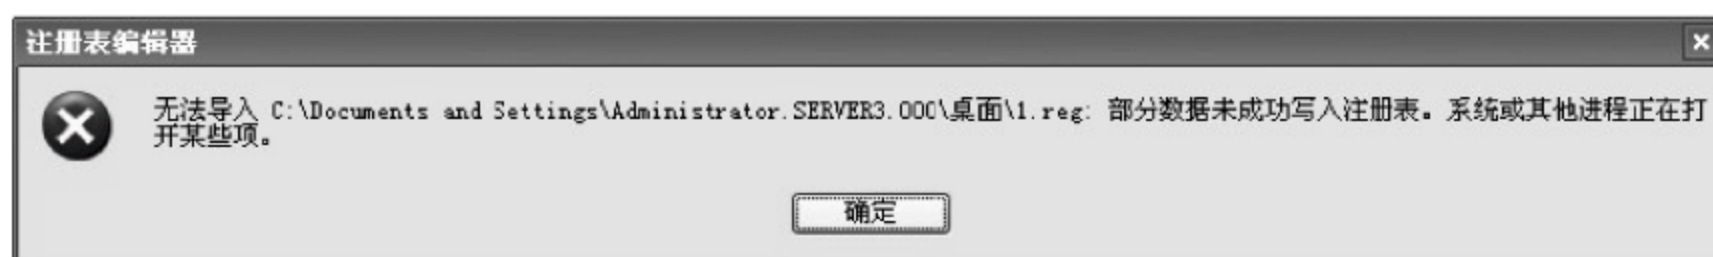 注册表编辑器
无法导入 C:\Documents and Settings\Administrator.SERVER3.000\桌面\1.reg: 部分数据未成功写入注册表。系统或其他进程正在打
开某些项。
确定